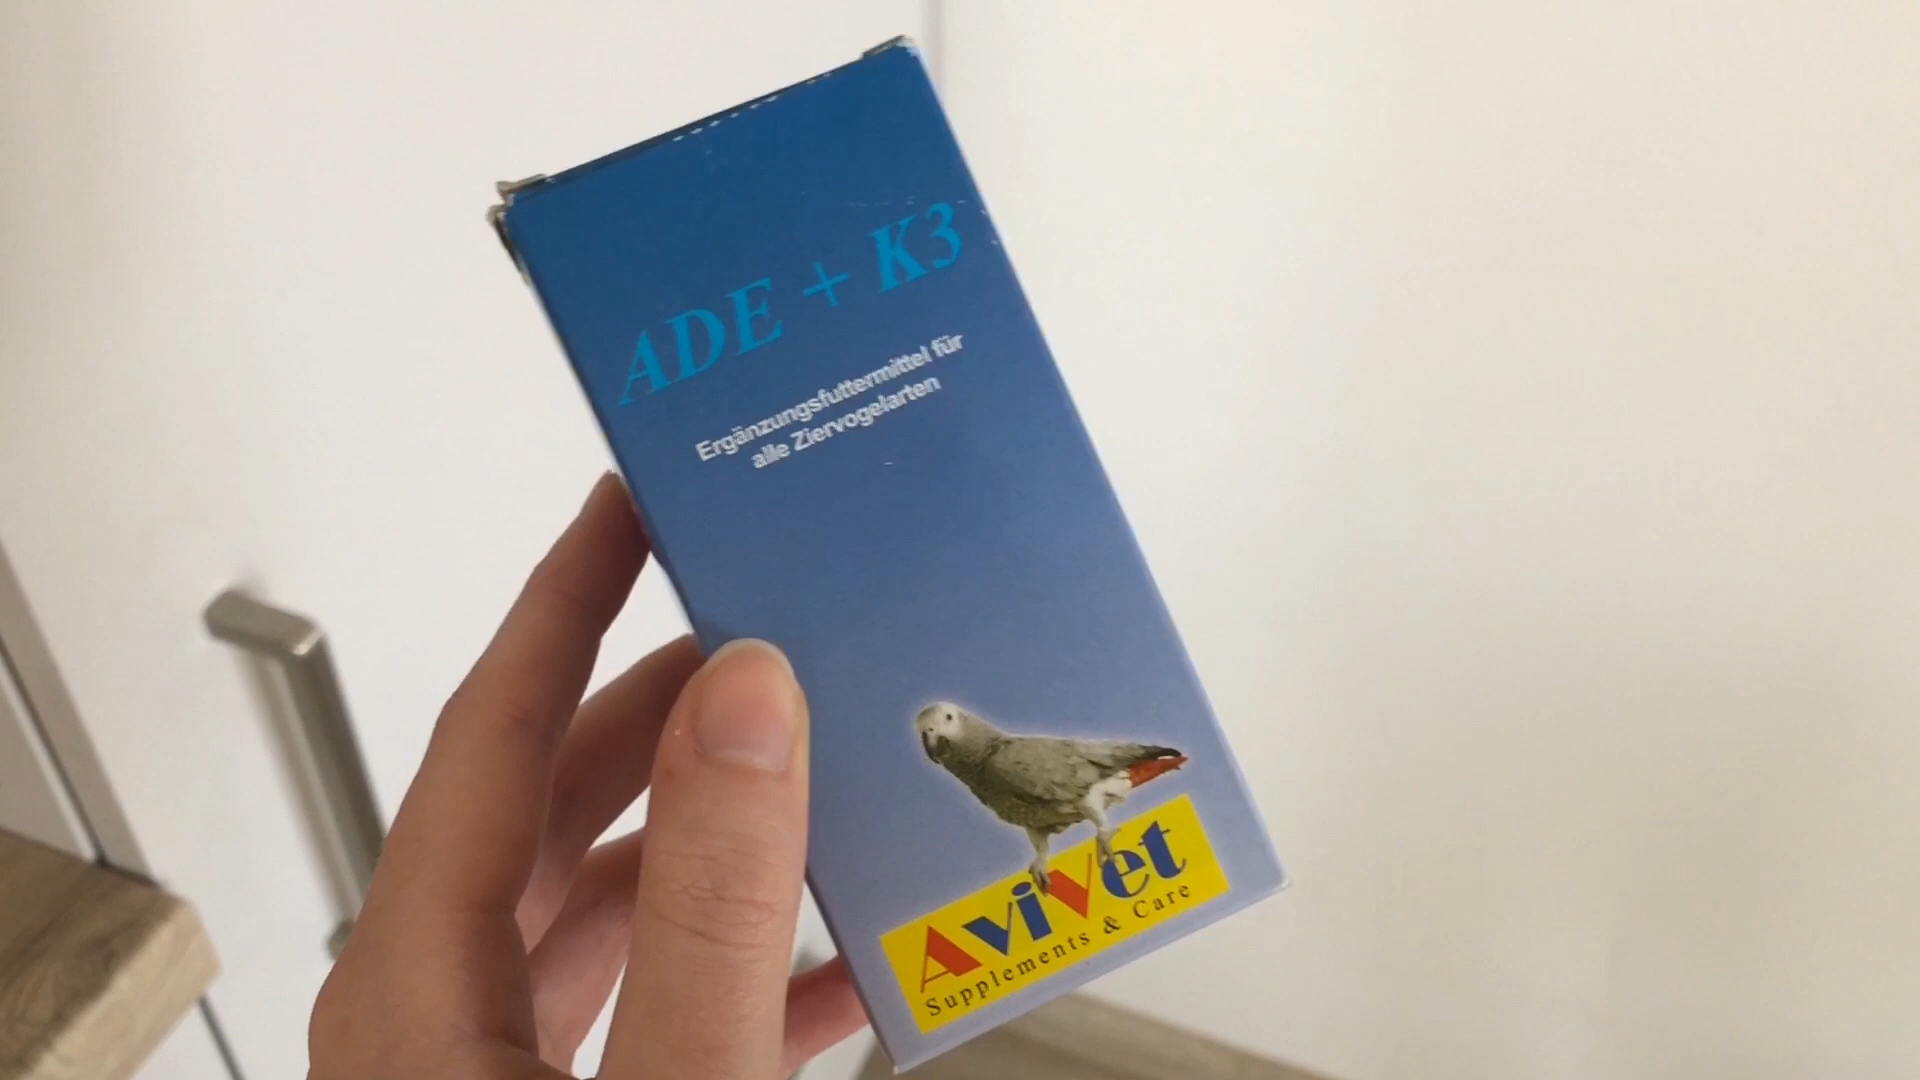 ADE + K3
Ergänzungsfuttermittel für
alle Ziervogelarten
AviVet
Supplements & Care